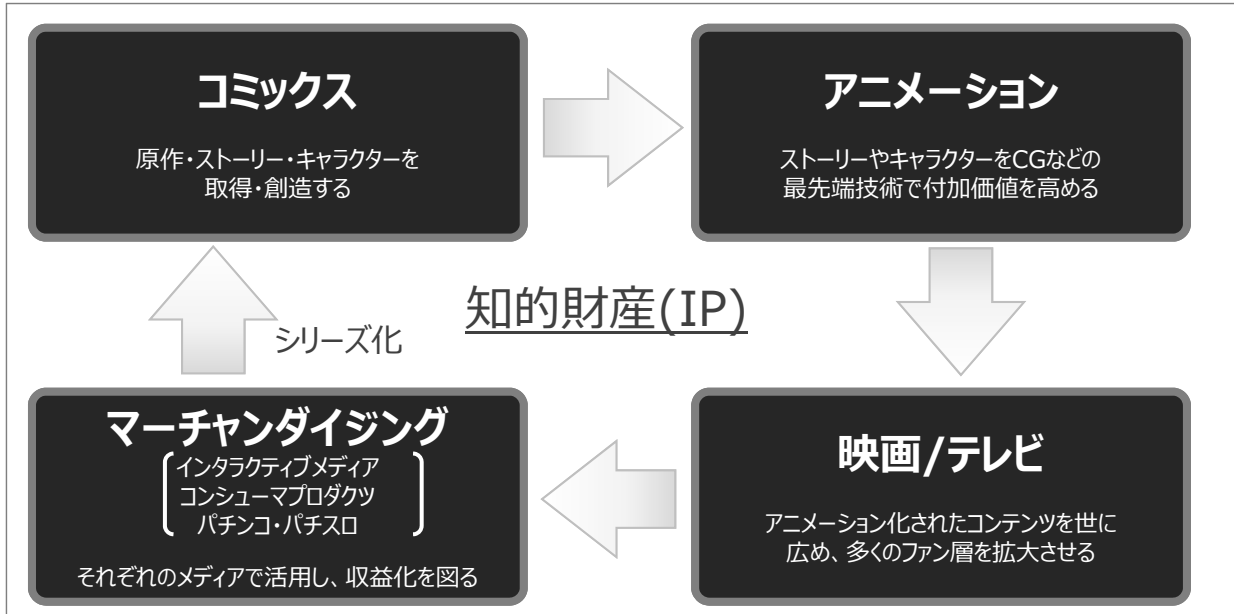 コミックス
原作・ストーリー・キャラクターを
取得・創造する
アニメーション
ストーリーやキャラクターをCGなどの
最先端技術で付加価値を高める
知的財産(IP)
シリーズ化
マーチャンダイジング
インタラクティブメディア
コンシューマプロダクツ
パチンコ・パチスロ
それぞれのメディアで活用し、収益化を図る
映画/テレビ
アニメーション化されたコンテンツを世に
広め、多くのファン層を拡大させる